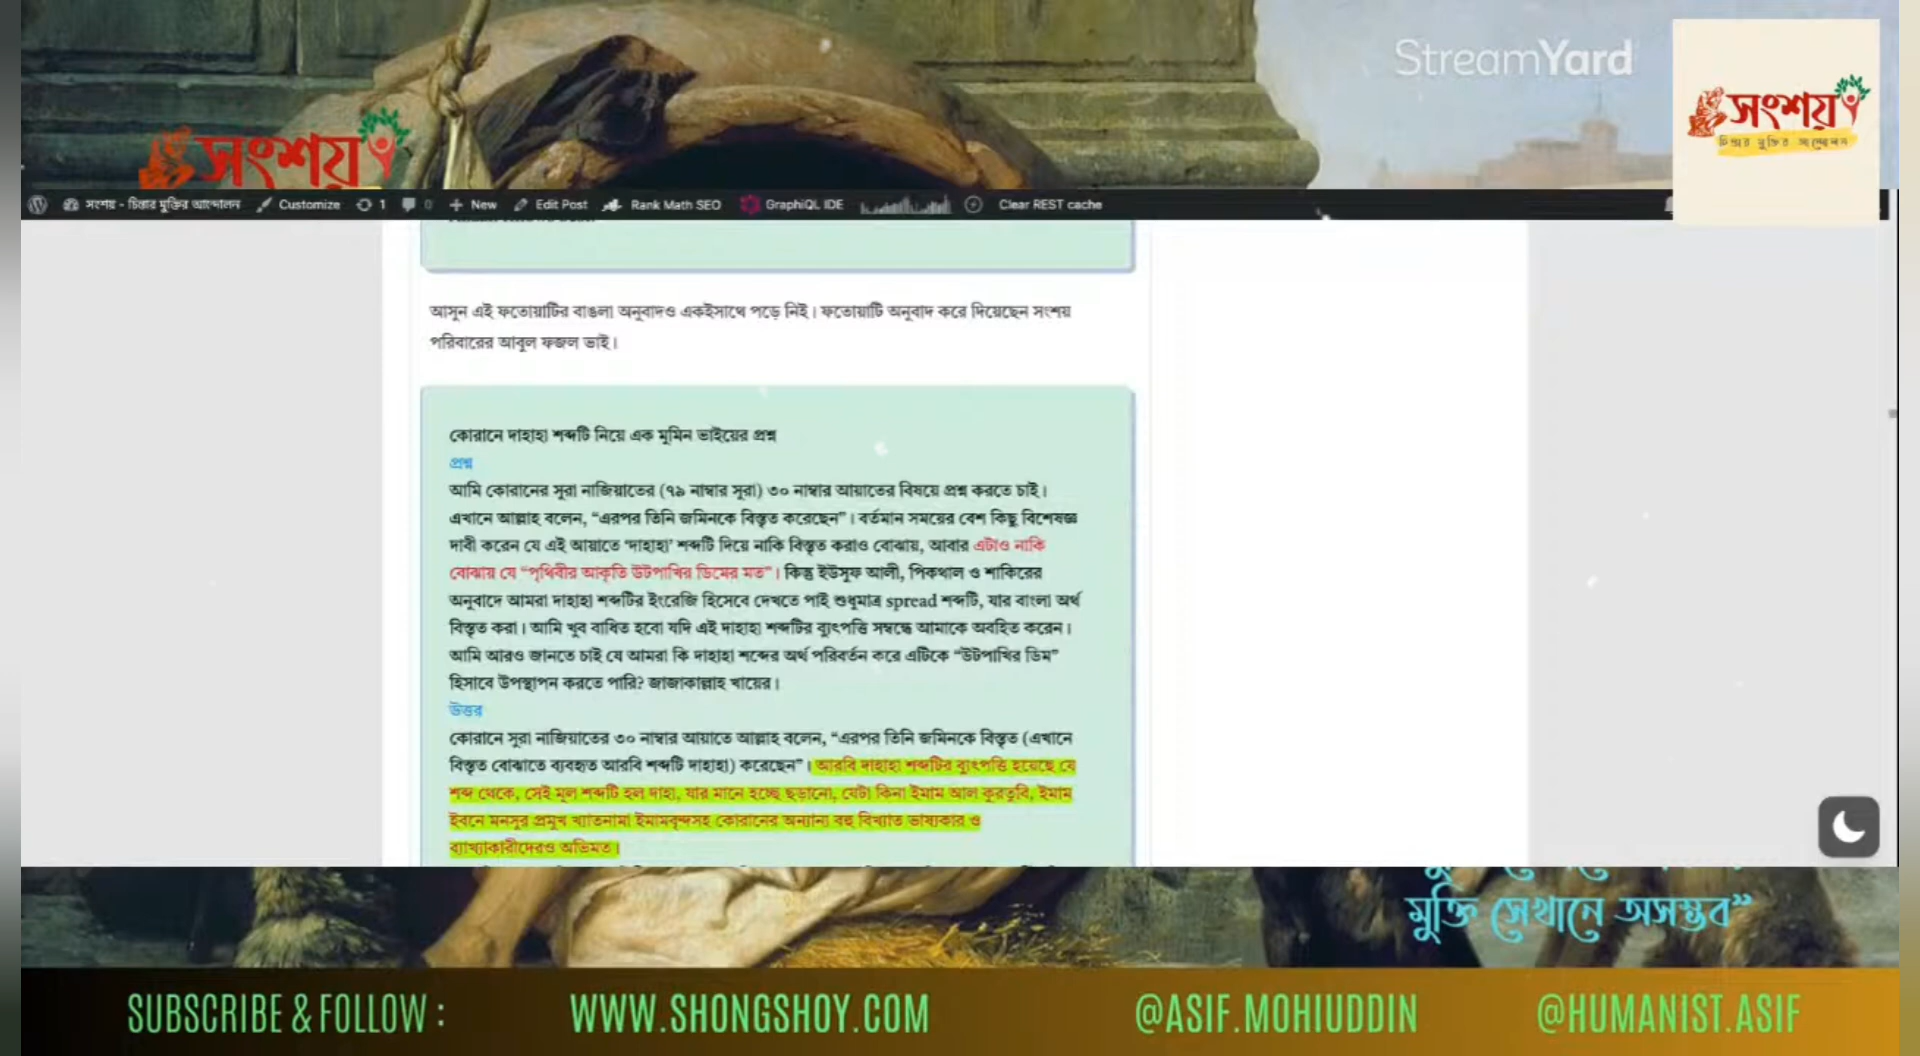 StreamYard
সংশয়
চিন্তার মুক্তির আন্দোলন
সংশয়
সংশয় - চিন্তার মুক্তির আন্দোলন Customize 1 0 New Edit Post Rank Math SEO GraphiQL IDE Clear REST cache
আসুন এই ফতোয়াটির বাঙলা অনুবাদও একইসাথে পড়ে নিই। ফতোয়াটি অনুবাদ করে দিয়েছেন সংশয়
পরিবারের আবুল ফজল ভাই।
কোরানে দাহাহা শব্দটি নিয়ে এক মুমিন ভাইয়ের প্রশ্ন
প্রশ্ন
আমি কোরানের সুরা নাজিয়াতের (৭৯ নাম্বার সূরা) ৩০ নাম্বার আয়াতের বিষয়ে প্রশ্ন করতে চাই।
এখানে আল্লাহ বলেন, “এরপর তিনি জমিনকে বিস্তৃত করেছেন”। বর্তমান সময়ের বেশ কিছু বিশেষজ্ঞ
দাবী করেন যে এই আয়াতে ‘দাহাহা’ শব্দটি দিয়ে নাকি বিস্তৃত করাও বোঝায়, আবার এটাও নাকি
বোঝায় যে “পৃথিবীর আকৃতি উটপাখির ডিমের মত”। কিন্তু ইউসুফ আলী, পিকথাল ও শাকিরের
অনুবাদে আমরা দাহাহা শব্দটির ইংরেজি হিসেবে দেখতে পাই শুধুমাত্র spread শব্দটি, যার বাংলা অর্থ
বিস্তৃত করা। আমি খুব বাধিত হবো যদি এই দাহাহা শব্দটির ব্যুৎপত্তি সম্বন্ধে আমাকে অবহিত করেন।
আমি আরও জানতে চাই যে আমরা কি দাহাহা শব্দের অর্থ পরিবর্তন করে এটিকে “উটপাখির ডিম”
হিসাবে উপস্থাপন করতে পারি? জাজাকাল্লাহ খায়ের।
উত্তর
কোরানে সুরা নাজিয়াতের ৩০ নাম্বার আয়াতে আল্লাহ বলেন, “এরপর তিনি জমিনকে বিস্তৃত (এখানে
বিস্তৃত বোঝাতে ব্যবহৃত আরবি শব্দটি দাহাহা) করেছেন”। আরবি দাহাহা শব্দটির ব্যুৎপত্তি হয়েছে যে
শব্দ থেকে, সেই মূল শব্দটি হল দাহা, যার মানে হচ্ছে ছড়ানো, যেটা কিনা ইমাম আল কুরতুবি, ইমাম
ইবনে মনসুর প্রমুখ খ্যাতনামা ইমামবৃন্দসহ কোরানের অন্যান্য বহু বিখ্যাত ভাষ্যকার ও
ব্যাখ্যাকারীদেরও অভিমত।
মুক্তি সেখানে অসম্ভব”
SUBSCRIBE & FOLLOW : WWW.SHONGSHOY.COM @ASIF.MOHIUDDIN @HUMANIST.ASIF